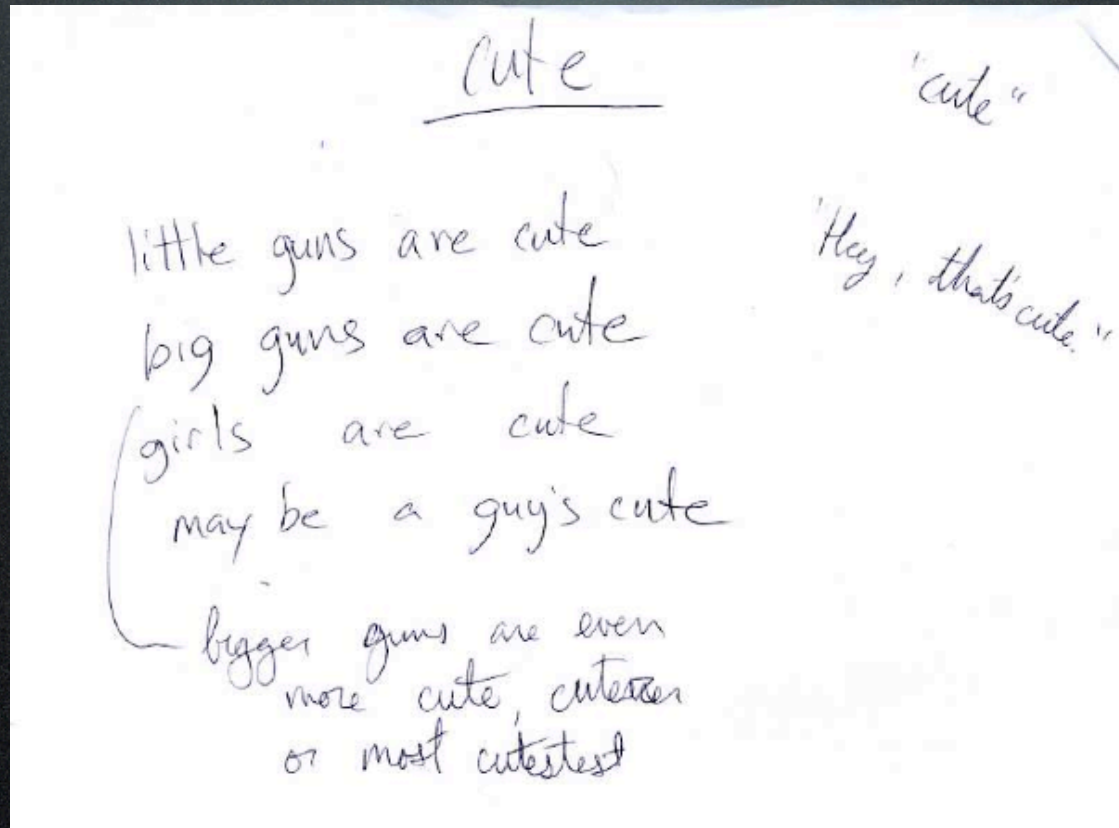 cute
"cute"
little guns are cute
"Hey, that's cute."
big guns are cute
girls are cute
may be a guy's cute
bigger guns are even
more cute,
or most cutestest